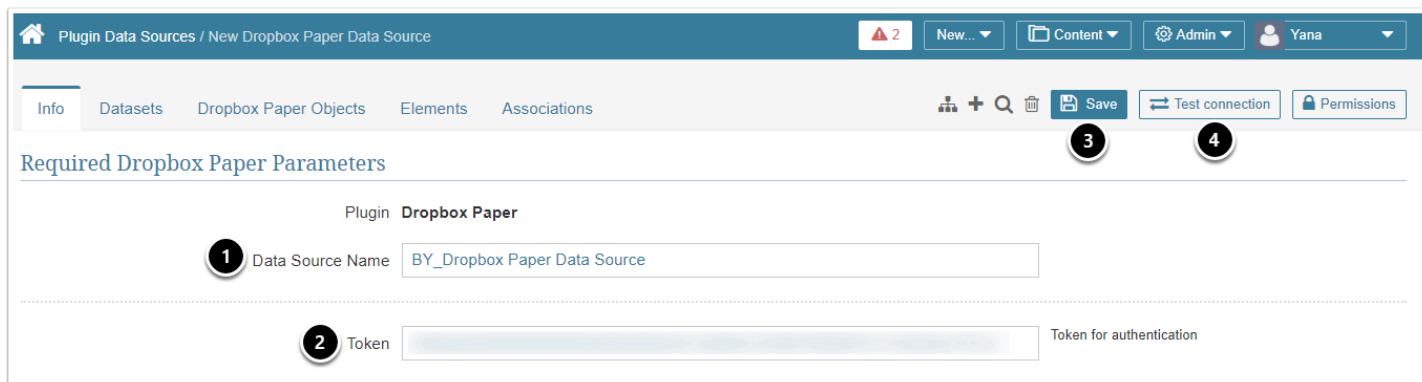 Plugin Data Sources / New Dropbox Paper Data Source 2 New... Content Admin Yana
Info Datasets Dropbox Paper Objects Elements Associations Save Test connection Permissions
3 4
Required Dropbox Paper Parameters
Plugin Dropbox Paper
1 Data Source Name BY_Dropbox Paper Data Source
2 Token Token for authentication